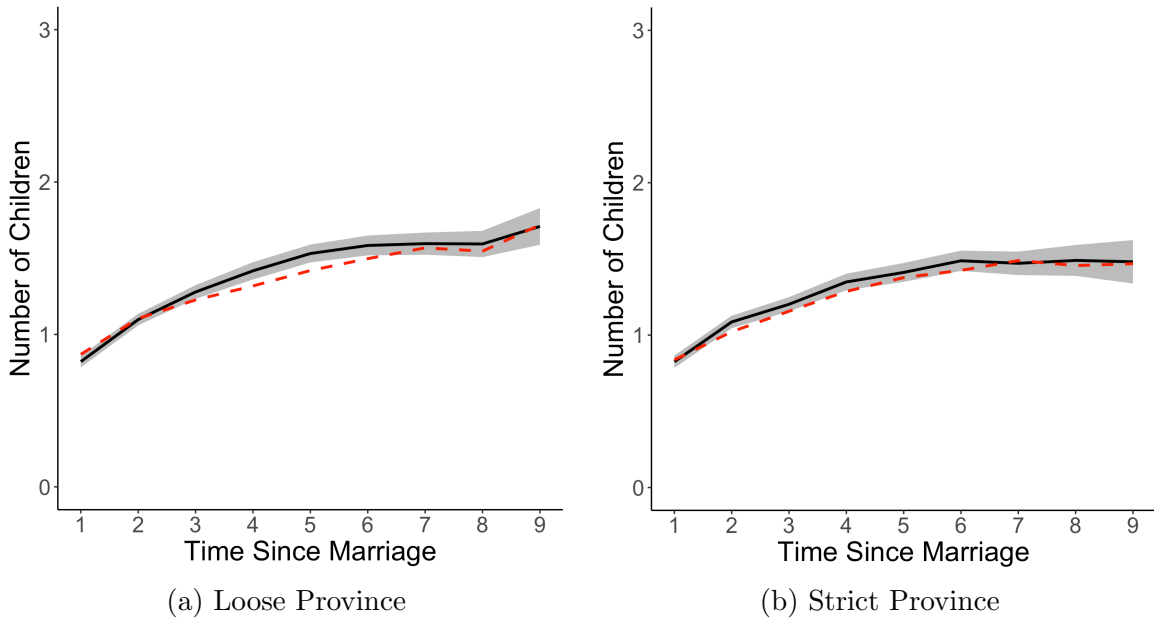 3
2
1
0
Number of Children
1 2 3 4 5 6 7 8 9
Time Since Marriage
(a) Loose Province
3
2
1
0
Number of Children
1 2 3 4 5 6 7 8 9
Time Since Marriage
(b) Strict Province